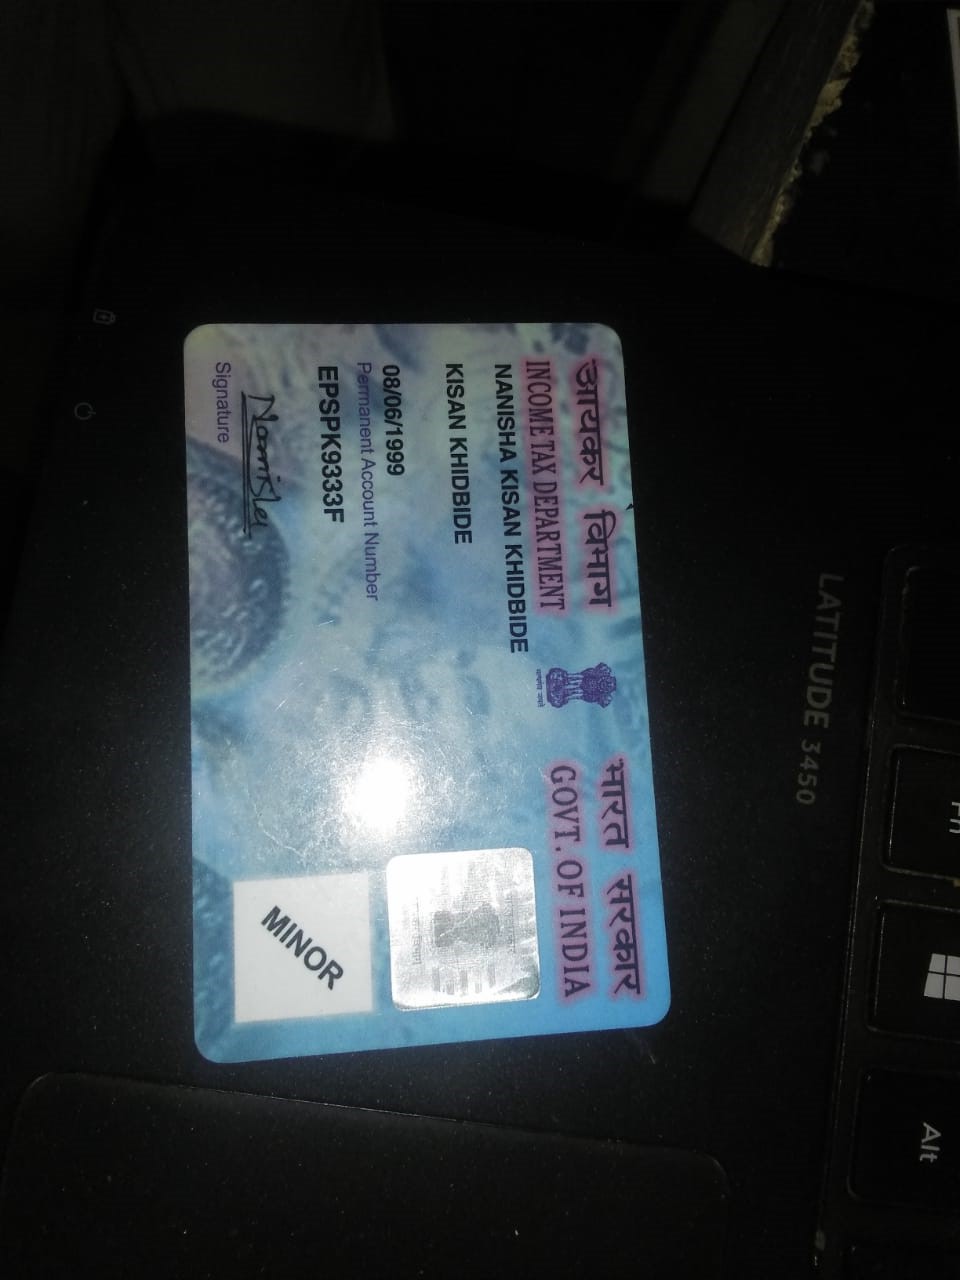 आयकर विभाग
INCOME TAX DEPARTMENT
भारत सरकार
GOVT. OF INDIA
NANISHA KISAN KHIDBIDE
KISAN KHIDBIDE
08/06/1999
Permanent Account Number
EPSPK9333F
Signature
MINOR
LATITUDE 3450
Fn
Alt